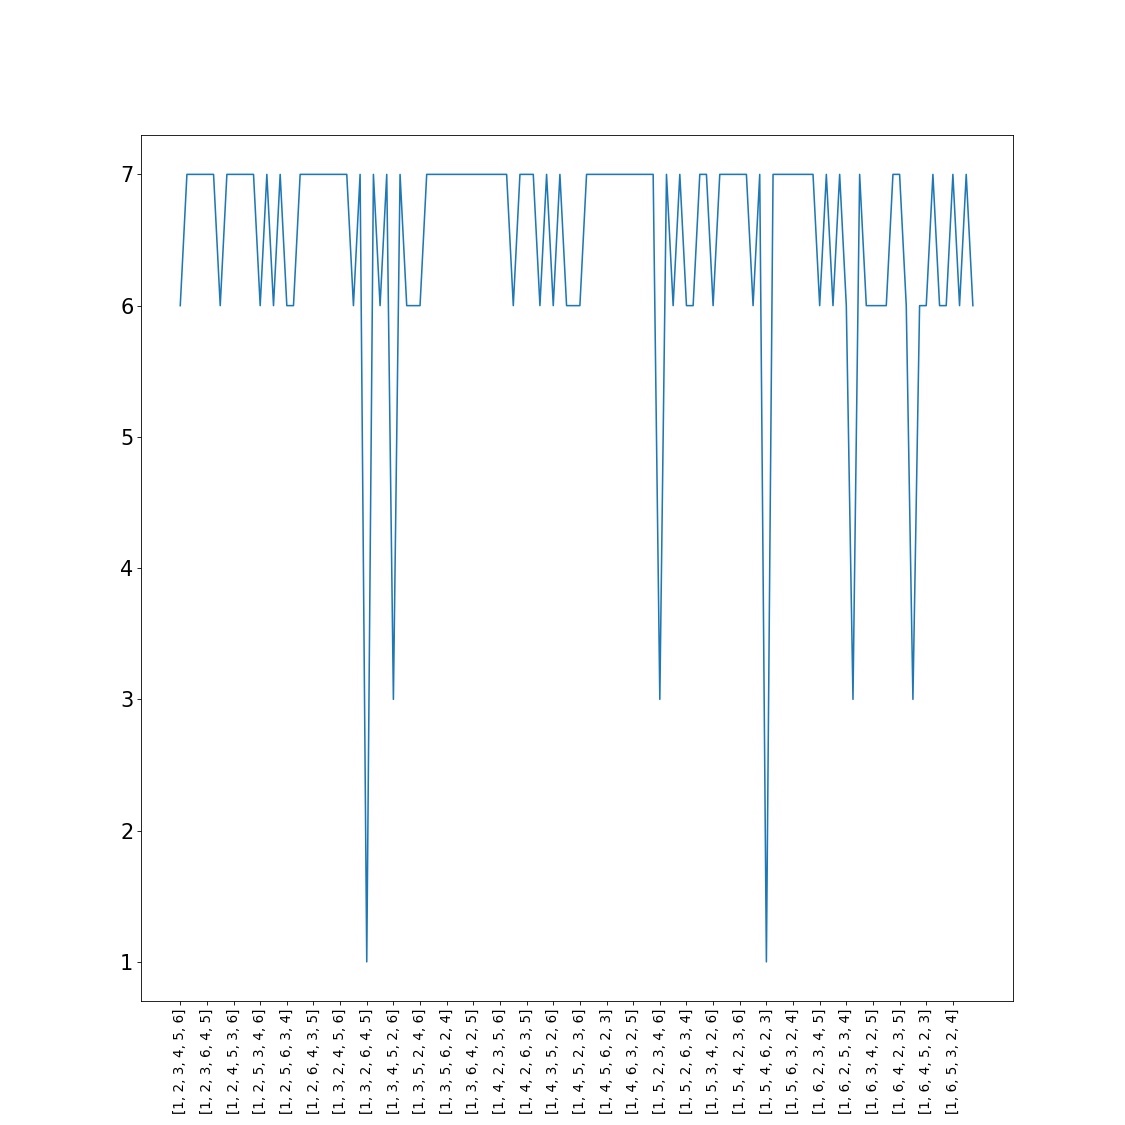 7
6
5
4
3
2
1
[1, 2, 3, 4, 5, 6]
[1, 2, 3, 6, 4, 5]
[1, 2, 4, 5, 3, 6]
[1, 2, 5, 3, 4, 6]
[1, 2, 5, 6, 3, 4]
[1, 2, 6, 4, 3, 5]
[1, 3, 2, 4, 5, 6]
[1, 3, 2, 6, 4, 5]
[1, 3, 4, 5, 2, 6]
[1, 3, 5, 2, 4, 6]
[1, 3, 5, 6, 2, 4]
[1, 3, 6, 4, 2, 5]
[1, 4, 2, 3, 5, 6]
[1, 4, 2, 6, 3, 5]
[1, 4, 3, 5, 2, 6]
[1, 4, 5, 2, 3, 6]
[1, 4, 5, 6, 2, 3]
[1, 4, 6, 3, 2, 5]
[1, 5, 2, 3, 4, 6]
[1, 5, 2, 6, 3, 4]
[1, 5, 3, 4, 2, 6]
[1, 5, 4, 2, 3, 6]
[1, 5, 4, 6, 2, 3]
[1, 5, 6, 3, 2, 4]
[1, 6, 2, 3, 4, 5]
[1, 6, 2, 5, 3, 4]
[1, 6, 3, 4, 2, 5]
[1, 6, 4, 2, 3, 5]
[1, 6, 4, 5, 2, 3]
[1, 6, 5, 3, 2, 4]